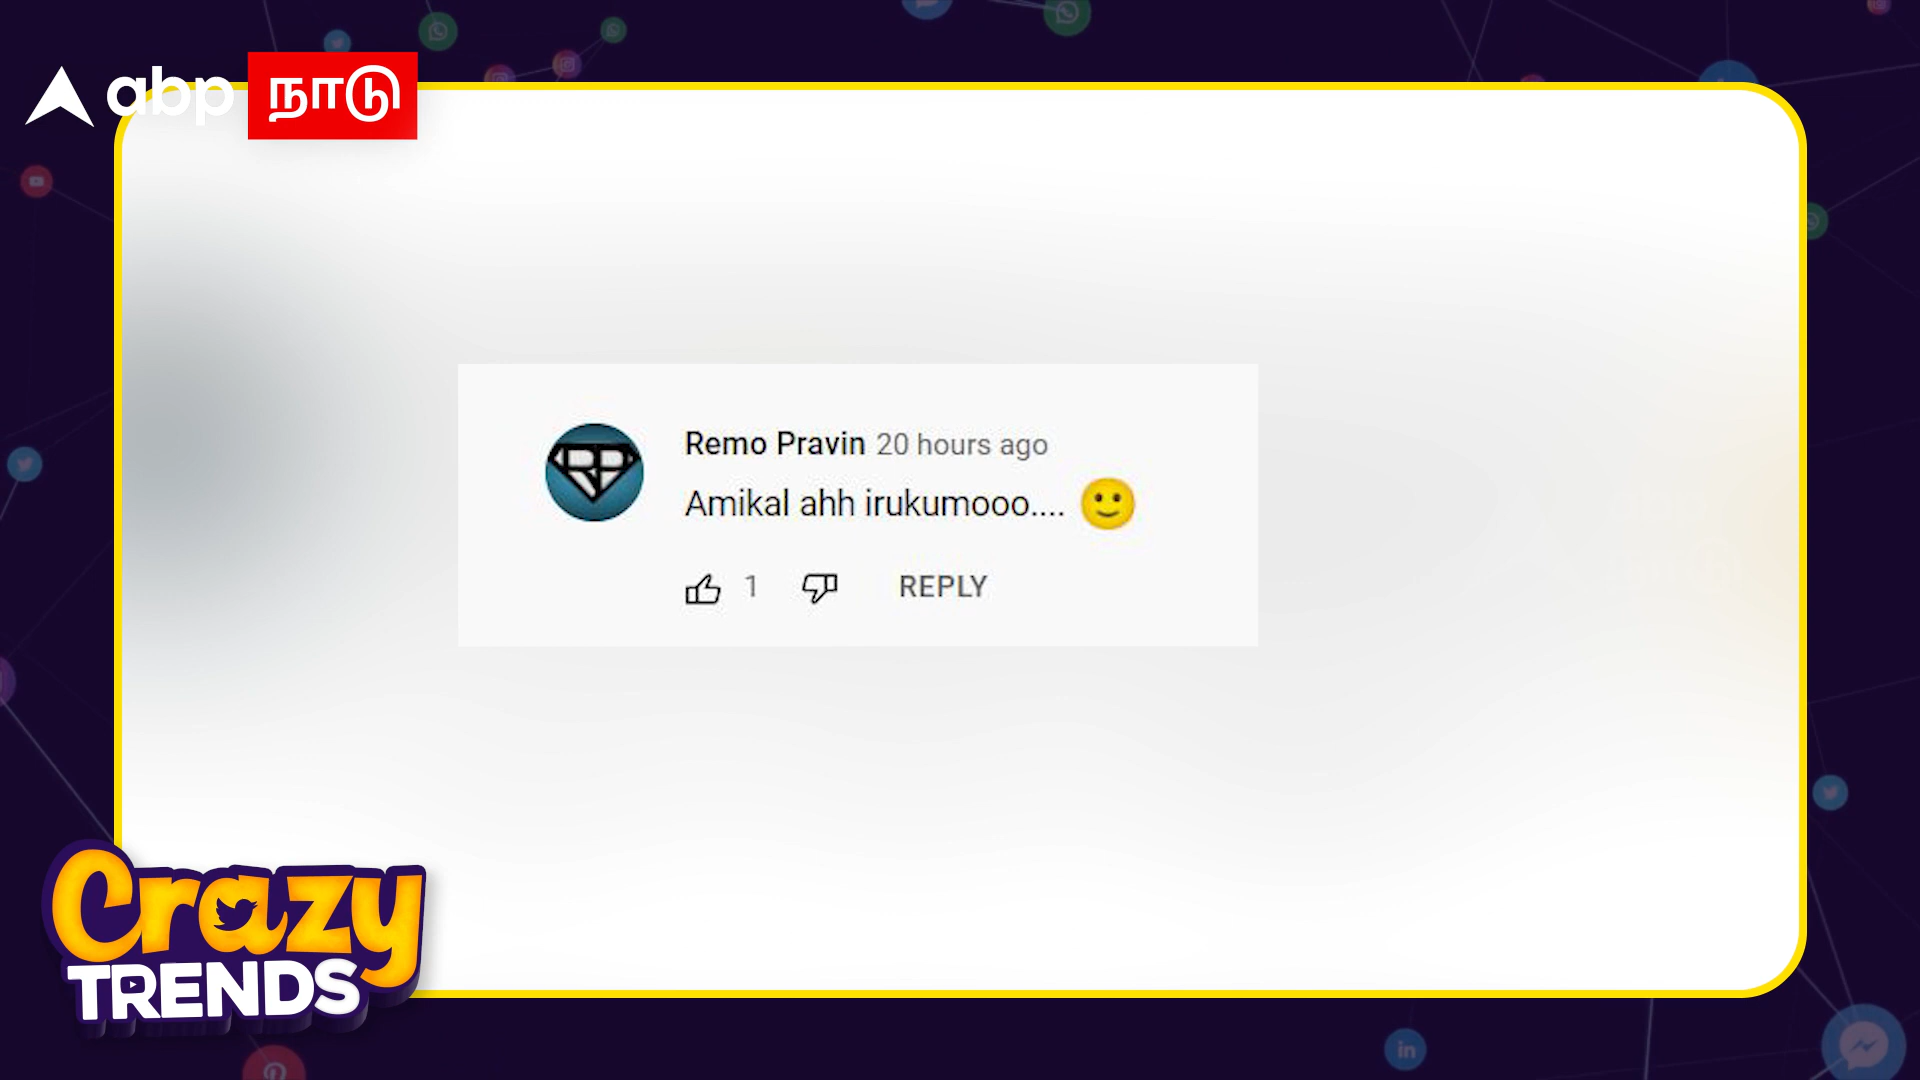 abp நாடு
Remo Pravin 20 hours ago
Amikal ahh irukumooo.... 🙂
1 REPLY
Crazy
TRENDS